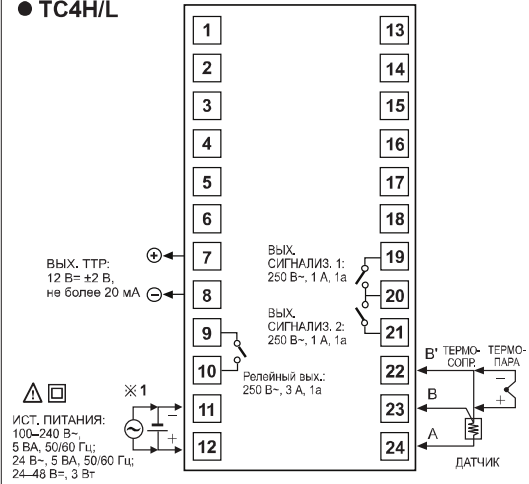 ● TC4H/L
1
13
2
14
3
15
4
16
5
17
6
18
7
19
8
20
9
21
10
22
11
23
12
24
ВЫХ. ТТР:
12 В= ±2 В,
не более 20 мА
+
−
ВЫХ.
СИГНАЛИЗ. 1:
250 В~, 1 А, 1a
ВЫХ.
СИГНАЛИЗ. 2:
250 В~, 1 А, 1a
Релейный вых.:
250 В~, 3 А, 1a
※ 1
−
+
ИСТ. ПИТАНИЯ:
100–240 В~,
5 ВА, 50/60 Гц;
24 В~, 5 ВА, 50/60 Гц;
24–48 В=, 3 Вт
B'
ТЕРМО-
СОПР.
ТЕРМО-
ПАРА
−
+
B
A
ДАТЧИК